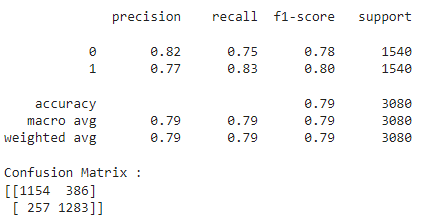 precision recall f1-score support
0 0.82 0.75 0.78 1540
1 0.77 0.83 0.80 1540
accuracy 0.79 3080
macro avg 0.79 0.79 0.79 3080
weighted avg 0.79 0.79 0.79 3080
Confusion Matrix :
[[1154 386]
[ 257 1283]]